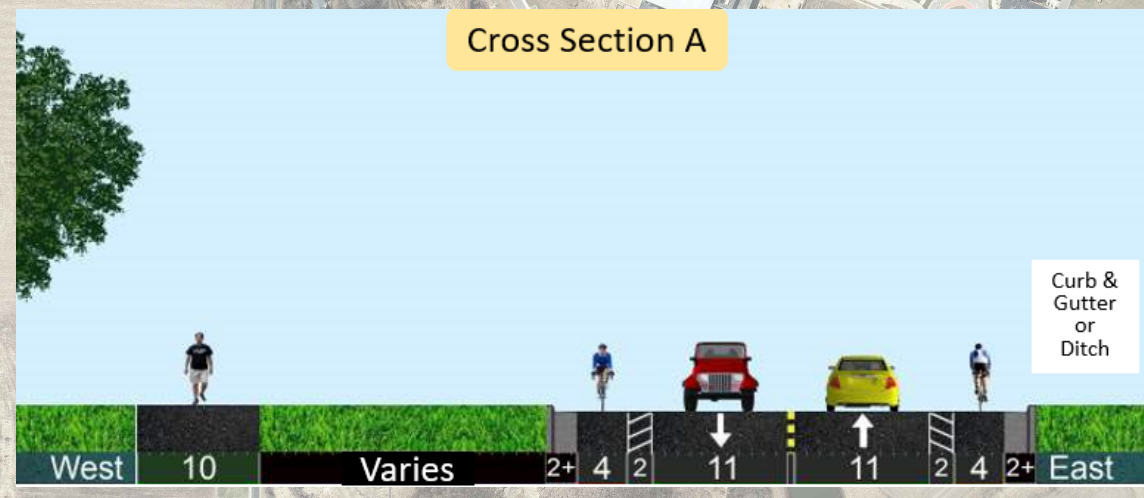 Cross Section A
Curb &
Gutter
or
Ditch
West 10 Varies 2+ 4 2 11 11 2 4 2+ East